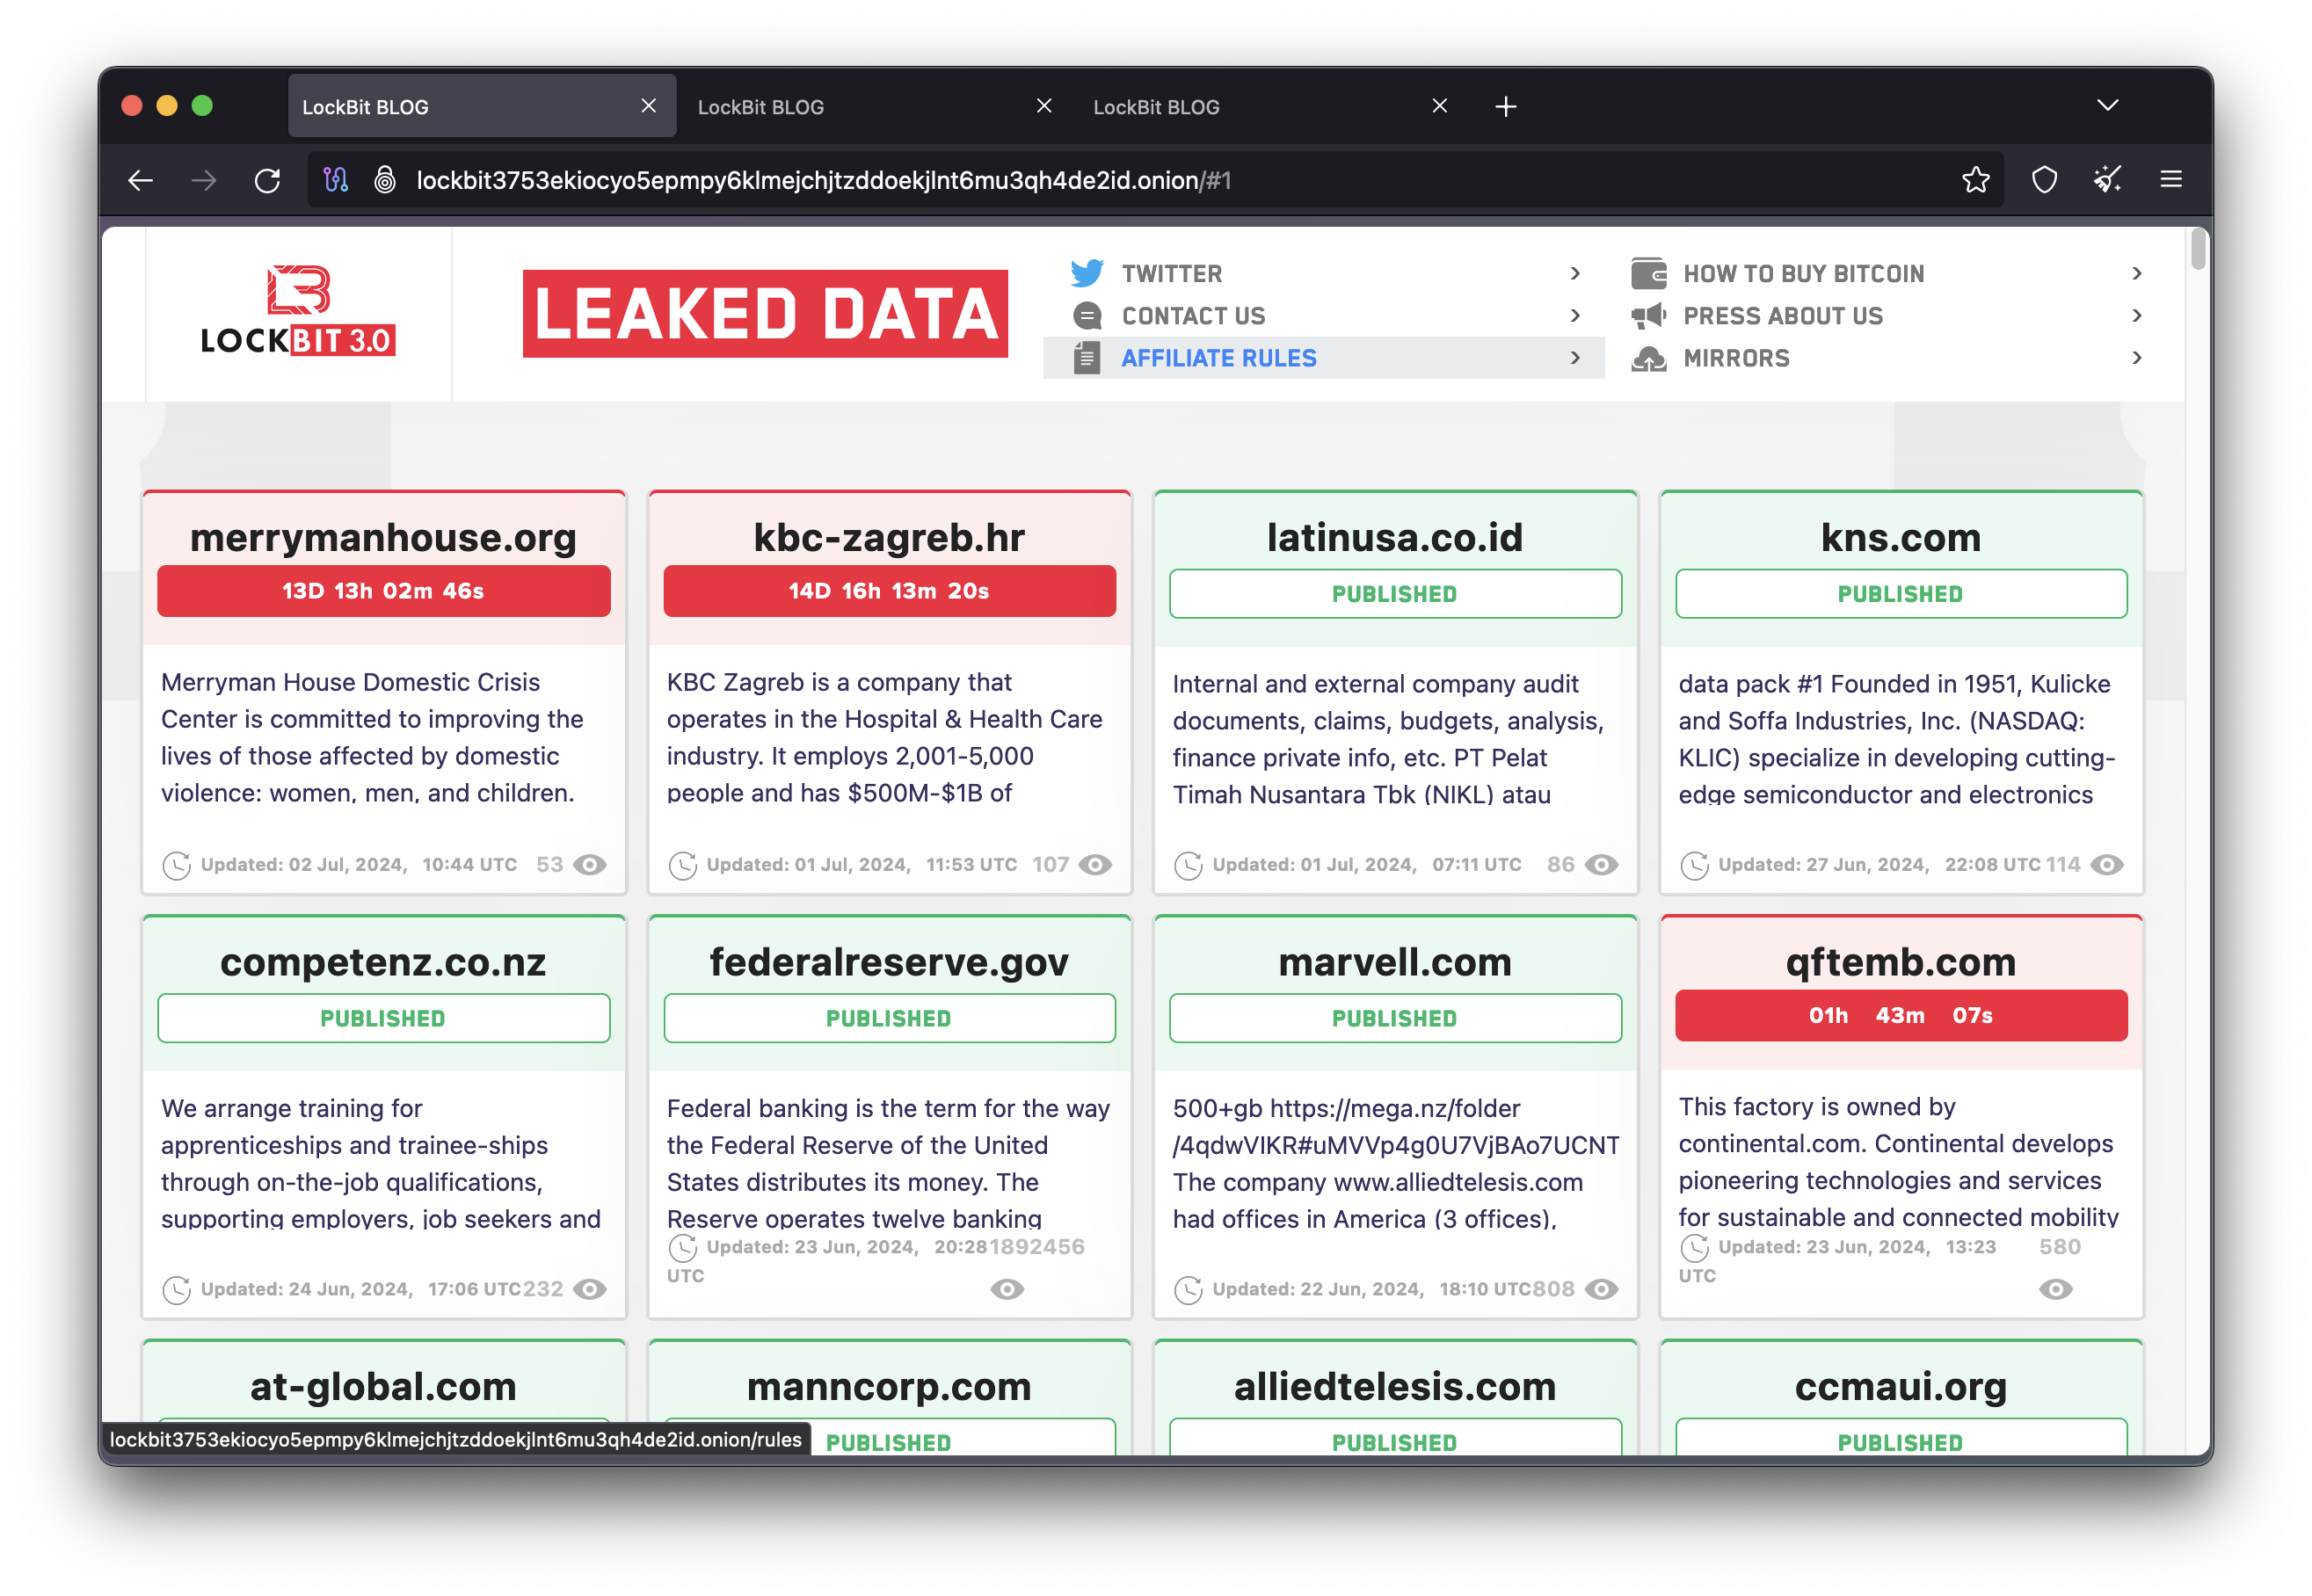 LockBit BLOG
LockBit BLOG
LockBit BLOG
lockbit3753ekiocyo5epmpy6klmejchjtzddoekjlnt6mu3qh4de2id.onion/#1
LOCKBIT 3.0
LEAKED DATA
TWITTER
CONTACT US
AFFILIATE RULES
HOW TO BUY BITCOIN
PRESS ABOUT US
MIRRORS
merrymanhouse.org
13D 13h 02m 46s
Merryman House Domestic Crisis
Center is committed to improving the
lives of those affected by domestic
violence: women, men, and children.
Updated: 02 Jul, 2024, 10:44 UTC 53
kbc-zagreb.hr
14D 16h 13m 20s
KBC Zagreb is a company that
operates in the Hospital & Health Care
industry. It employs 2,001-5,000
people and has $500M-$1B of
Updated: 01 Jul, 2024, 11:53 UTC 107
latinusa.co.id
PUBLISHED
Internal and external company audit
documents, claims, budgets, analysis,
finance private info, etc. PT Pelat
Timah Nusantara Tbk (NIKL) atau
Updated: 01 Jul, 2024, 07:11 UTC 86
kns.com
PUBLISHED
data pack #1 Founded in 1951, Kulicke
and Soffa Industries, Inc. (NASDAQ:
KLIC) specialize in developing cutting-
edge semiconductor and electronics
Updated: 27 Jun, 2024, 22:08 UTC 114
competenz.co.nz
PUBLISHED
We arrange training for
apprenticeships and trainee-ships
through on-the-job qualifications,
supporting employers, job seekers and
Updated: 24 Jun, 2024, 17:06 UTC 232
federalreserve.gov
PUBLISHED
Federal banking is the term for the way
the Federal Reserve of the United
States distributes its money. The
Reserve operates twelve banking
Updated: 23 Jun, 2024, 20:28 1892456
UTC
marvell.com
PUBLISHED
500+gb https://mega.nz/folder
/4qdwVIKR#uMVVp4g0U7VjBAo7UCNT
The company www.alliedtelesis.com
had offices in America (3 offices),
Updated: 22 Jun, 2024, 18:10 UTC 808
qftemb.com
01h 43m 07s
This factory is owned by
continental.com. Continental develops
pioneering technologies and services
for sustainable and connected mobility
Updated: 23 Jun, 2024, 13:23 580
UTC
at-global.com
manncorp.com
PUBLISHED
alliedtelesis.com
PUBLISHED
ccmaui.org
PUBLISHED
lockbit3753ekiocyo5epmpy6klmejchjtzddoekjlnt6mu3qh4de2id.onion/rules